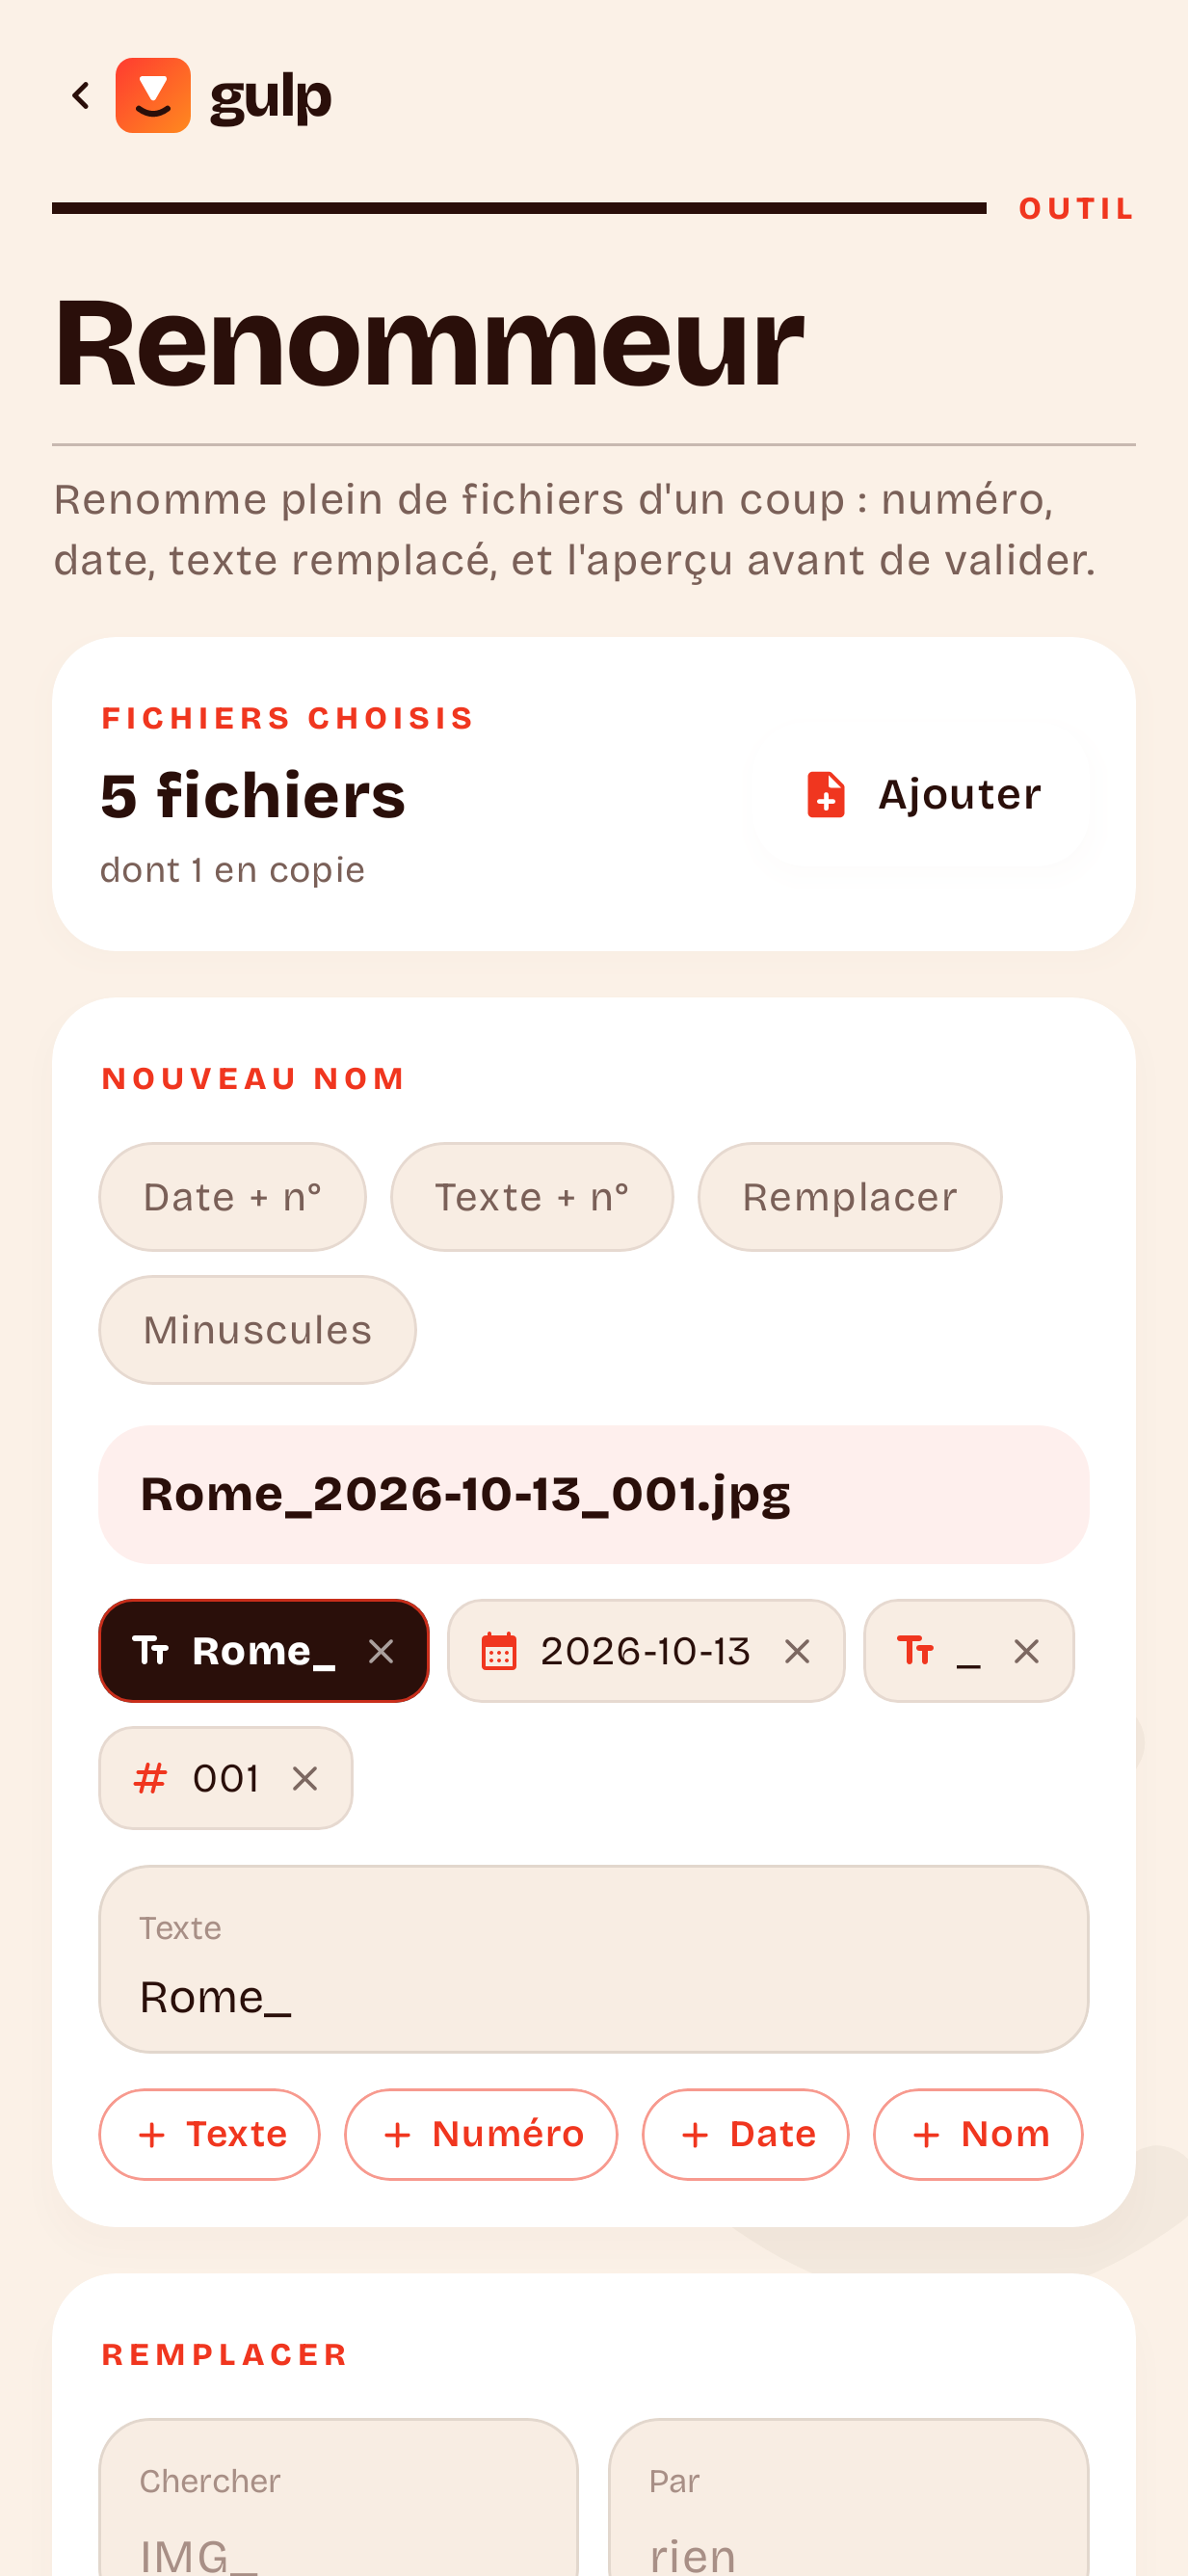 gulp
OUTIL
Renommeur
Renomme plein de fichiers d'un coup : numéro,
date, texte remplacé, et l'aperçu avant de valider.
FICHIERS CHOISIS
5 fichiers
dont 1 en copie
Ajouter
NOUVEAU NOM
Date + n° Texte + n° Remplacer
Minuscules
Rome_2026-10-13_001.jpg
Rome_ 2026-10-13 _
# 001
Texte
Rome_
+ Texte + Numéro + Date + Nom
REMPLACER
Chercher Par
IMG_ rien